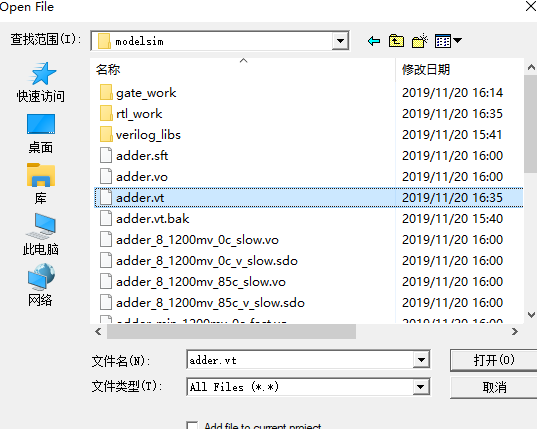 Open File
查找范围(I):
modelsim
名称
修改日期
快速访问
桌面
库
此电脑
网络
gate_work
2019/11/20 16:14
rtl_work
2019/11/20 16:35
verilog_libs
2019/11/20 15:41
adder.sft
2019/11/20 16:00
adder.vo
2019/11/20 16:00
adder.vt
2019/11/20 16:35
adder.vt.bak
2019/11/20 15:40
adder_8_1200mv_0c_slow.vo
2019/11/20 16:00
adder_8_1200mv_0c_v_slow.sdo
2019/11/20 16:00
adder_8_1200mv_85c_slow.vo
2019/11/20 16:00
adder_8_1200mv_85c_v_slow.sdo
2019/11/20 16:00
adder_min_1200mv_0c_fast.vo
2019/11/20 16:00
文件名(N):
adder.vt
打开(O)
文件类型(T):
All Files (*.*)
取消
Add file to current project